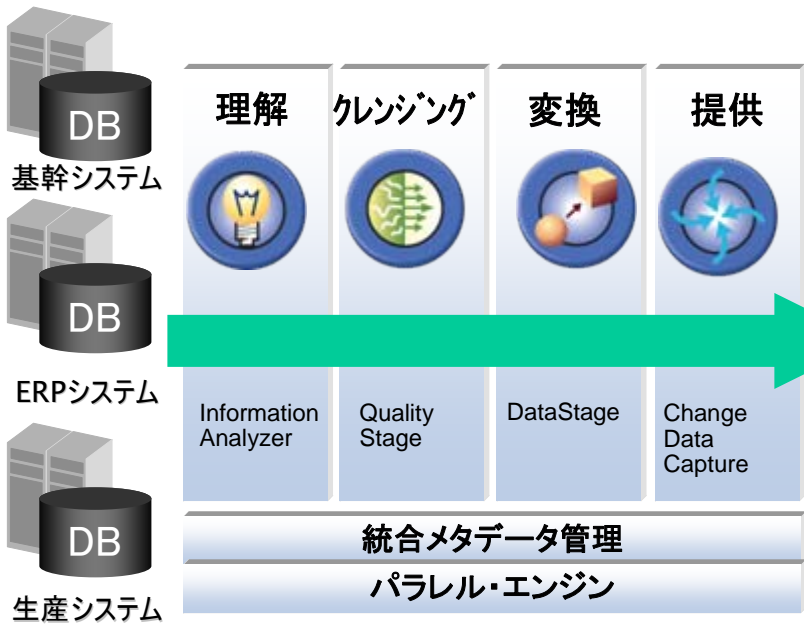 DB
基幹システム
DB
ERPシステム
DB
生産システム
理解
クレンジング
変換
提供
Information
Analyzer
Quality
Stage
DataStage
Change
Data
Capture
統合メタデータ管理
パラレル・エンジン